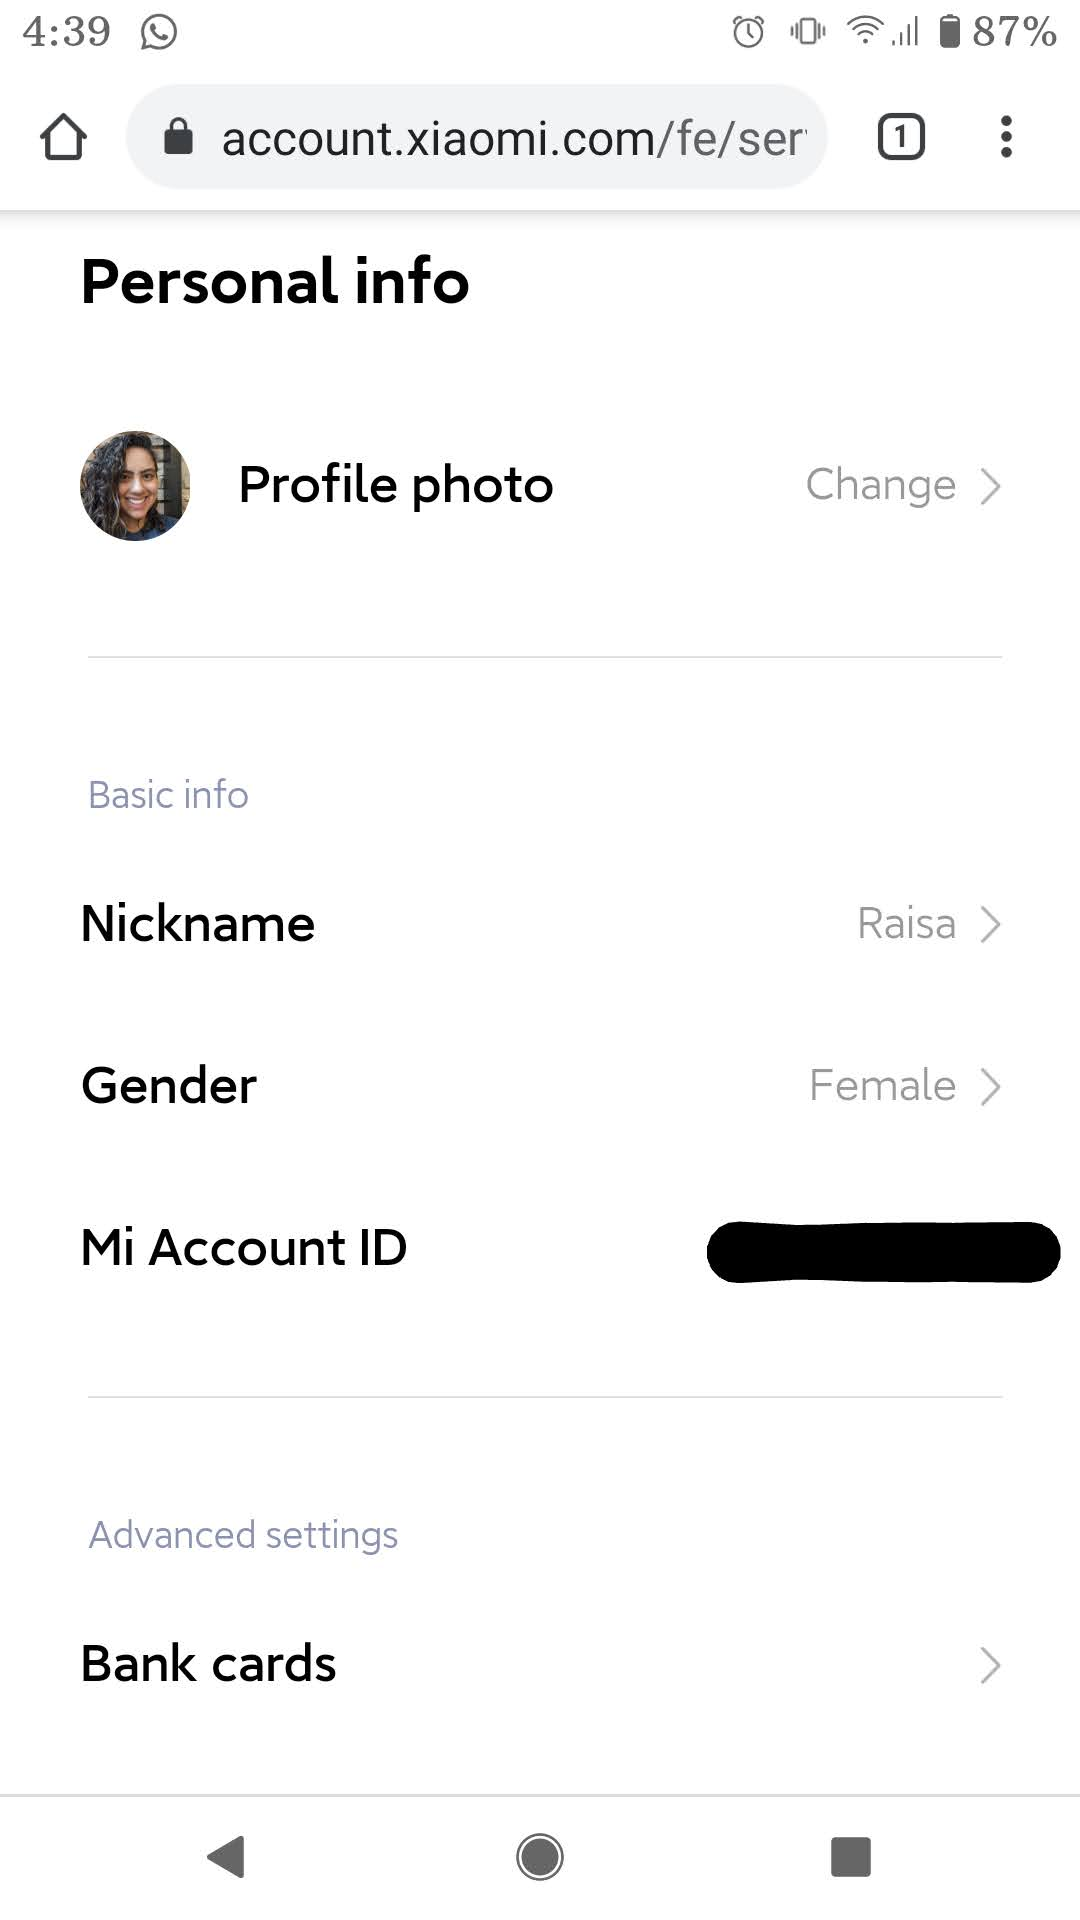 4:39 87%
account.xiaomi.com/fe/ser
1
Personal info
Profile photo Change
Basic info
Nickname Raisa
Gender Female
Mi Account ID
Advanced settings
Bank cards